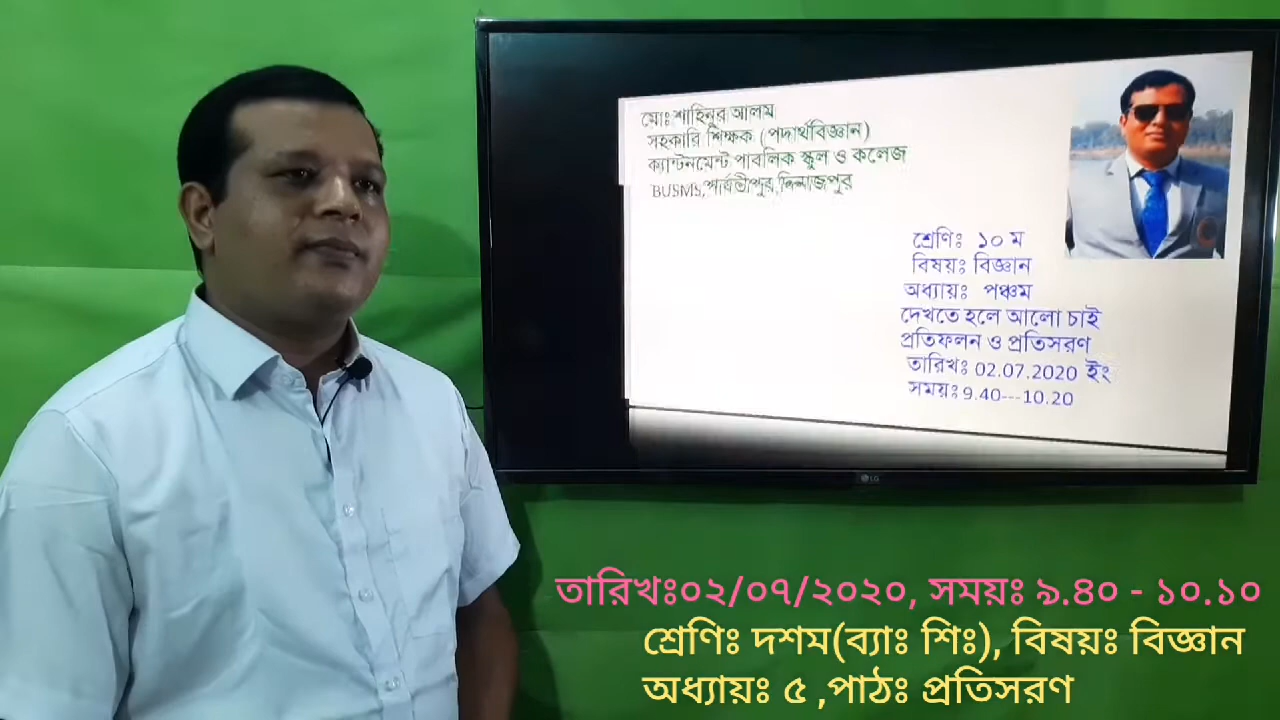 মোঃ শাহিনুর আলম
সহকারি শিক্ষক (পদার্থবিজ্ঞান)
ক্যান্টনমেন্ট পাবলিক স্কুল ও কলেজ
BUSMS,পার্বতীপুর,দিনাজপুর
শ্রেণিঃ ১০ ম
বিষয়ঃ বিজ্ঞান
অধ্যায়ঃ পঞ্চম
দেখতে হলে আলো চাই
প্রতিফলন ও প্রতিসরণ
তারিখঃ 02.07.2020 ইং
সময়ঃ 9.40---10.20
LG
তারিখঃ০২/০৭/২০২০, সময়ঃ ৯.৪০ - ১০.১০
শ্রেণিঃ দশম(ব্যাঃ শিঃ), বিষয়ঃ বিজ্ঞান
অধ্যায়ঃ ৫ ,পাঠঃ প্রতিসরণ